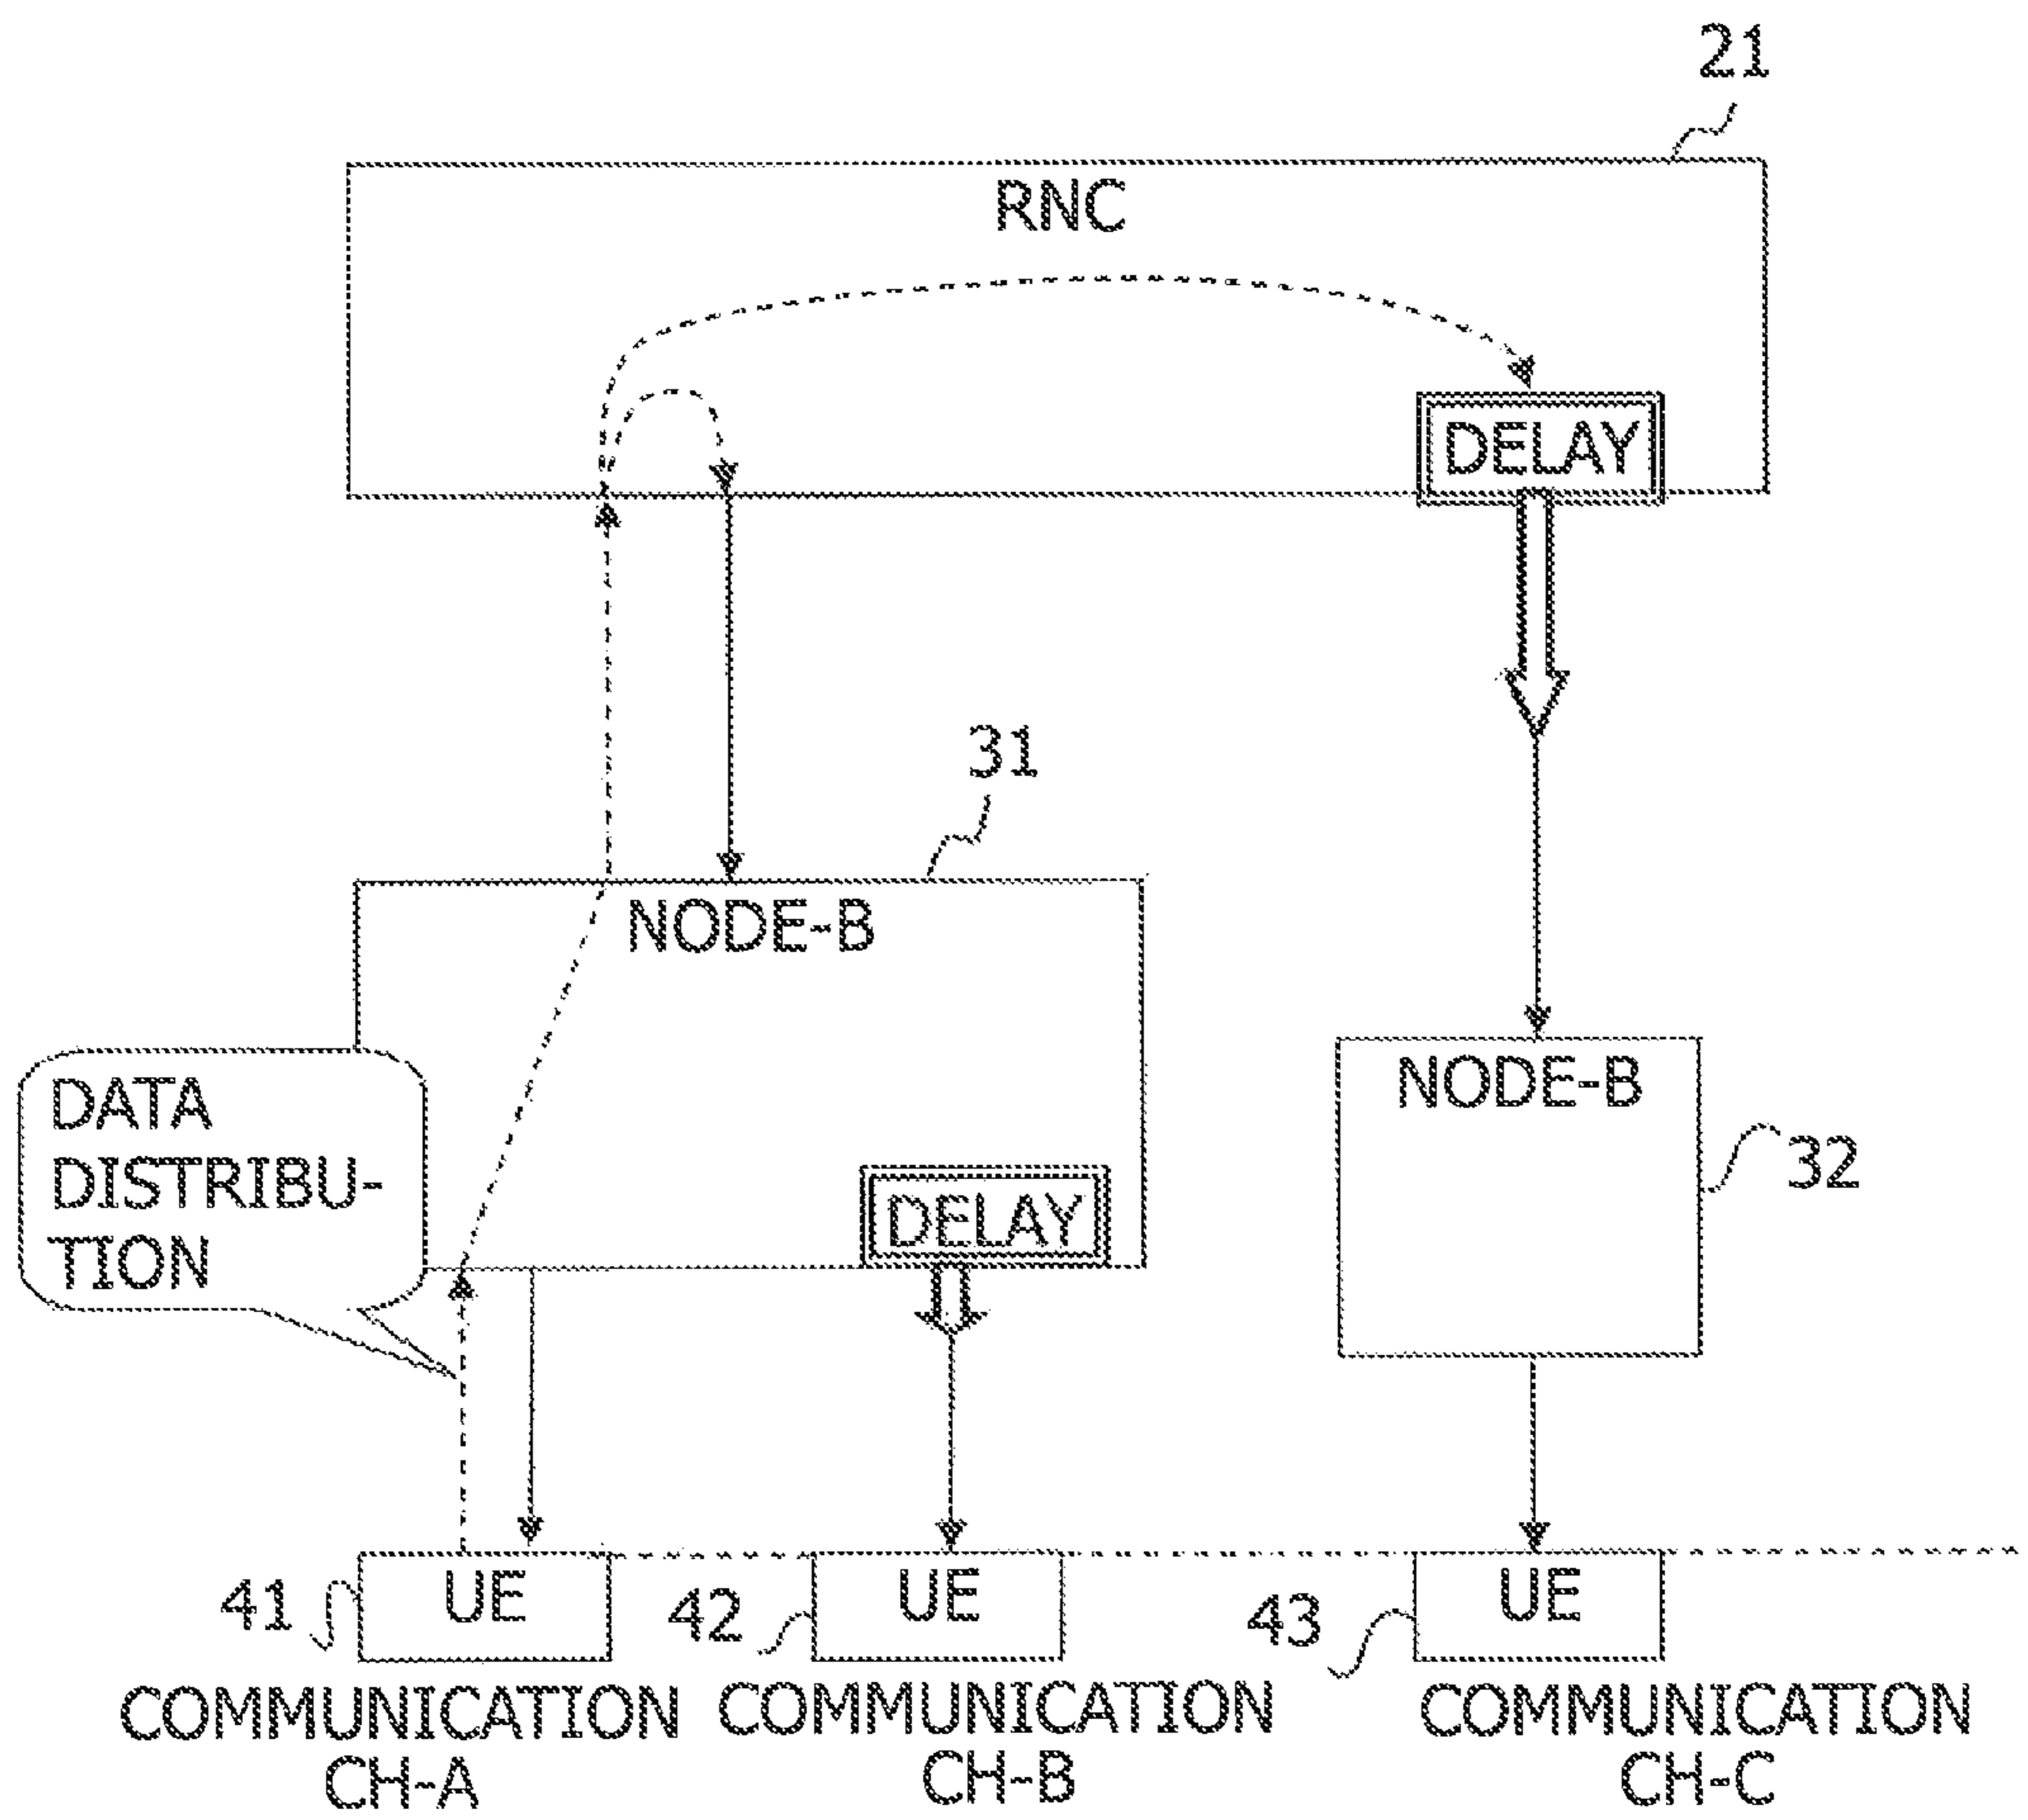 21
RNC
DELAY
31
NODE-B
NODE-B
DATA
DISTRIBU-
TION
32
DELAY
41
UE
42
UE
43
UE
COMMUNICATION
CH-A
COMMUNICATION
CH-B
COMMUNICATION
CH-C